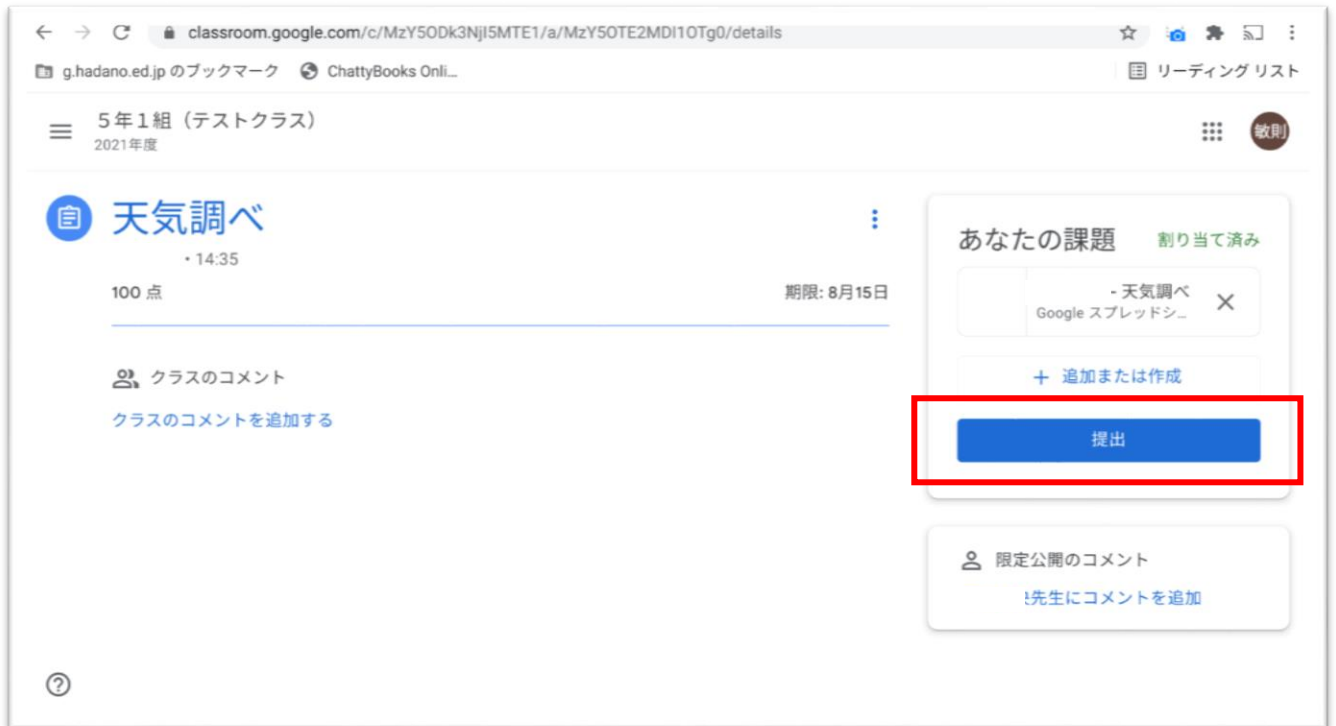 classroom.google.com/c/MzY5ODk3NjI5MTE1/a/MzY5OTE2MDI1OTg0/details
g.hadano.ed.jp のブックマーク ChattyBooks Onli...
リーディング リスト
5年1組（テストクラス）
2021年度
敏則
天気調べ
• 14:35
100 点
期限: 8月15日
クラスのコメント
クラスのコメントを追加する
あなたの課題 割り当て済み
- 天気調べ
Google スプレッドシ...
+ 追加または作成
提出
限定公開のコメント
先生にコメントを追加